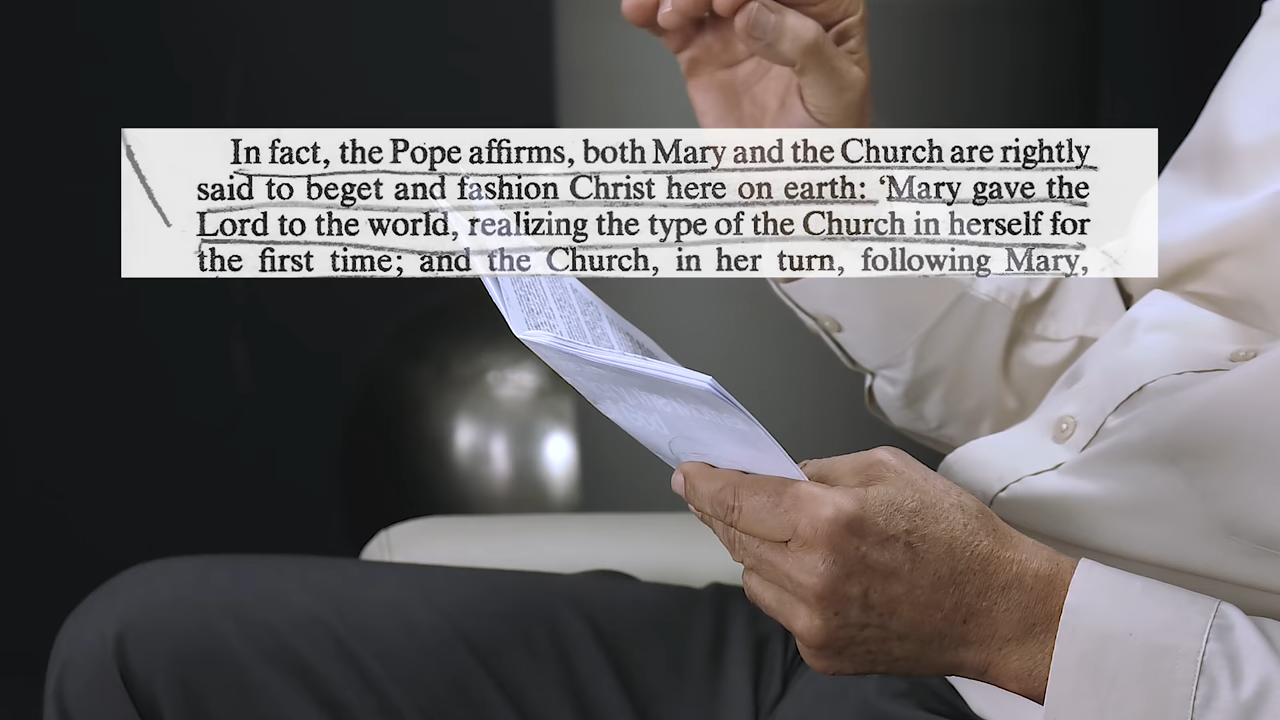 In fact, the Pope affirms, both Mary and the Church are rightly
said to beget and fashion Christ here on earth: ‘Mary gave the
Lord to the world, realizing the type of the Church in herself for
the first time; and the Church, in her turn, following Mary,